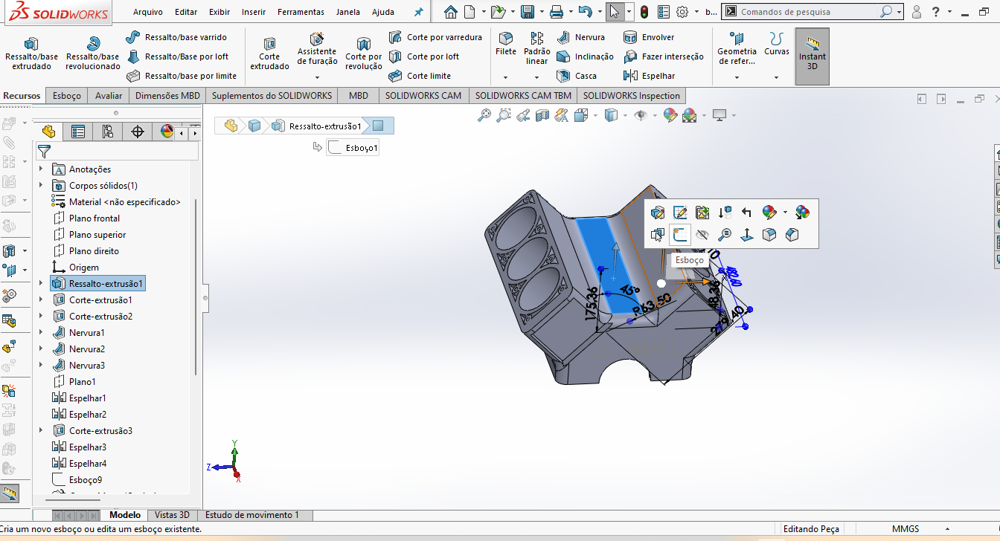 SOLIDWORKS
Arquivo Editar Exibir Inserir Ferramentas Janela Ajuda
b...
Comandos de pesquisa
?
Ressalto/base extrudado
Ressalto/base revolucionado
Ressalto/base varrido
Ressalto/Base por loft
Ressalto/base por limite
Corte extrudado
Assistente de furação
Corte por revolução
Corte por varredura
Corte por loft
Corte limite
Filete
Padrão linear
Nervura
Inclinação
Casca
Envolver
Fazer interseção
Espelhar
Geometria de refer...
Curvas
Instant 3D
Recursos Esboço Avaliar Dimensões MBD Suplementos do SOLIDWORKS MBD SOLIDWORKS CAM SOLIDWORKS CAM TBM SOLIDWORKS Inspection
Ressalto-extrusão1
Esboço1
Anotações
Corpos sólidos(1)
Material <não especificado>
Plano frontal
Plano superior
Plano direito
Origem
Ressalto-extrusão1
Corte-extrusão1
Corte-extrusão2
Nervura1
Nervura2
Nervura3
Plano1
Espelhar1
Espelhar2
Corte-extrusão3
Espelhar3
Espelhar4
Esboço9
Esboço
175.36
45°
R63.50
48.36
279.40
Y
Z
X
Modelo Vistas 3D Estudo de movimento 1
Cria um novo esboço ou edita um esboço existente.
Editando Peça
MMGS